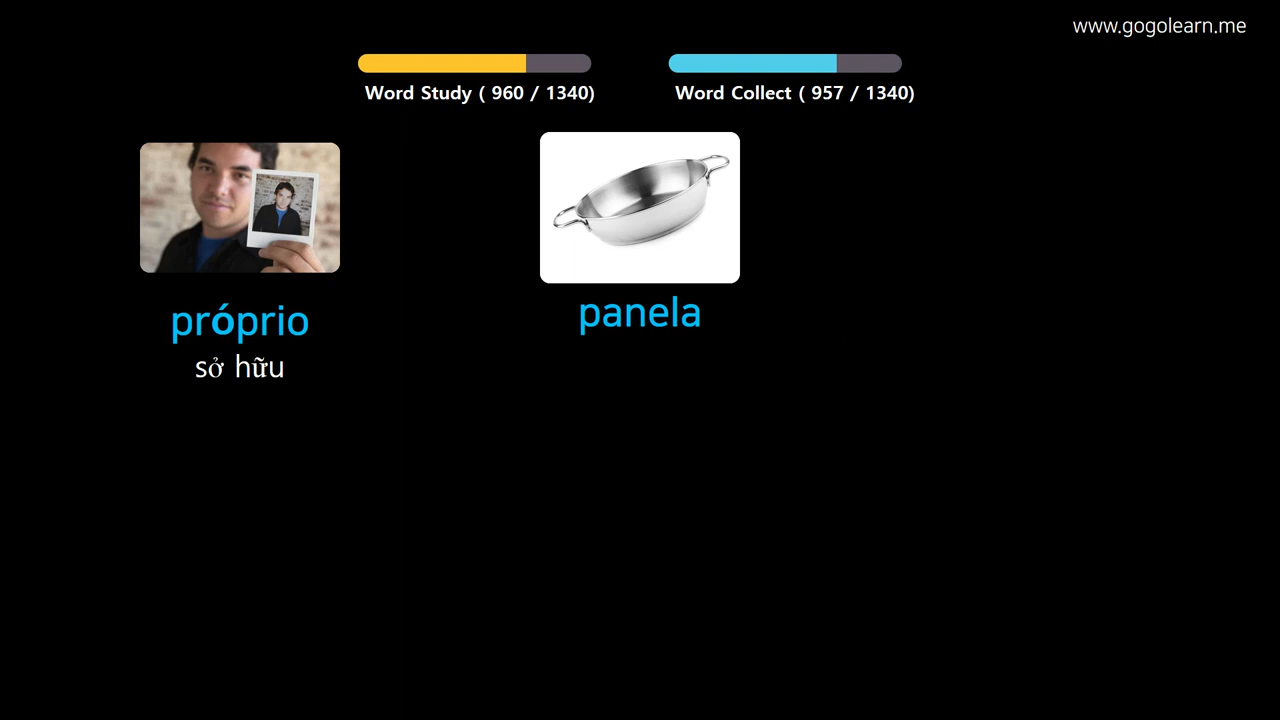 www.gogolearn.me
Word Study ( 960 / 1340)
Word Collect ( 957 / 1340)
próprio
sở hữu
panela